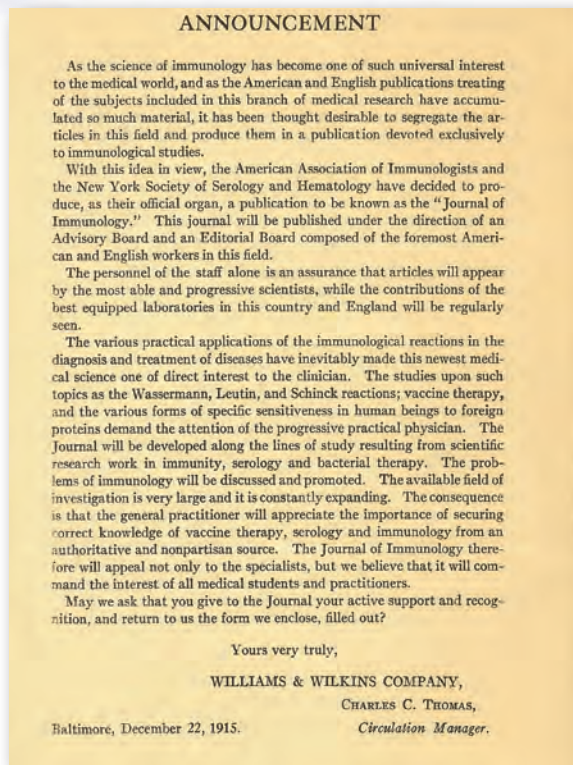 ANNOUNCEMENT
As the science of immunology has become one of such universal interest
to the medical world, and as the American and English publications treating
of the subjects included in this branch of medical research have accumu-
lated so much material, it has been thought desirable to segregate the ar-
ticles in this field and produce them in a publication devoted exclusively
to immunological studies.
With this idea in view, the American Association of Immunologists and
the New York Society of Serology and Hematology have decided to pro-
duce, as their official organ, a publication to be known as the “Journal of
Immunology.” This journal will be published under the direction of an
Advisory Board and an Editorial Board composed of the foremost Ameri-
can and English workers in this field.
The personnel of the staff alone is an assurance that articles will appear
by the most able and progressive scientists, while the contributions of the
best equipped laboratories in this country and England will be regularly
seen.
The various practical applications of the immunological reactions in the
diagnosis and treatment of diseases have inevitably made this newest medi-
cal science one of direct interest to the clinician. The studies upon such
topics as the Wassermann, Leutin, and Schinck reactions; vaccine therapy,
and the various forms of specific sensitiveness in human beings to foreign
proteins demand the attention of the progressive practical physician. The
Journal will be developed along the lines of study resulting from scientific
research work in immunity, serology and bacterial therapy. The prob-
lems of immunology will be discussed and promoted. The available field of
investigation is very large and it is constantly expanding. The consequence
is that the general practitioner will appreciate the importance of securing
correct knowledge of vaccine therapy, serology and immunology from an
authoritative and nonpartisan source. The Journal of Immunology there-
fore will appeal not only to the specialists, but we believe that it will com-
mand the interest of all medical students and practitioners.
May we ask that you give to the Journal your active support and recog-
nition, and return to us the form we enclose, filled out?
Yours very truly,
WILLIAMS & WILKINS COMPANY,
CHARLES C. THOMAS,
Baltimore, December 22, 1915. Circulation Manager.